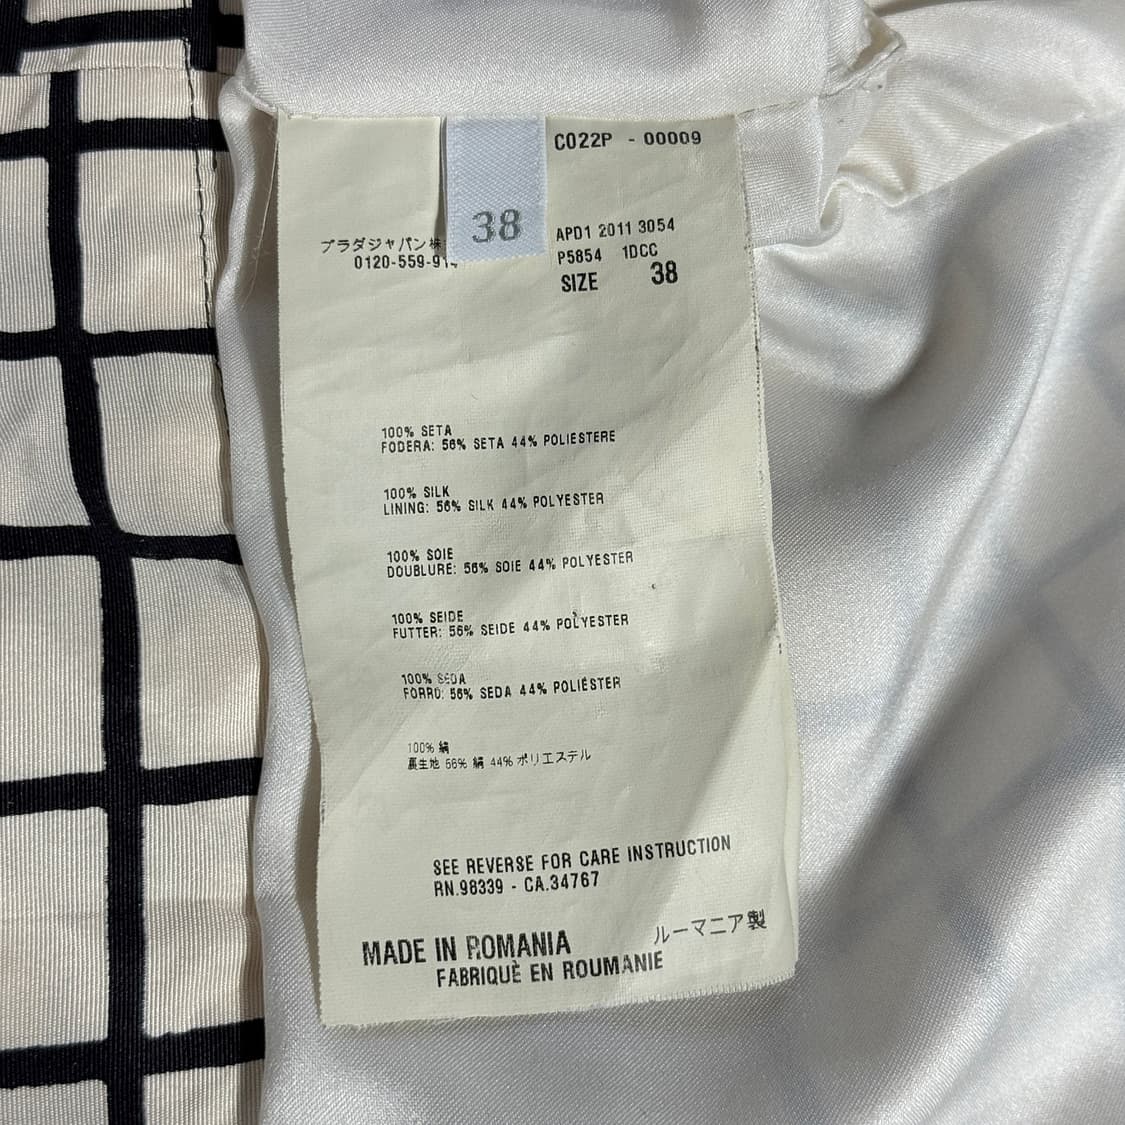 38
C022P - 00009
プラダジャパン株
0120-559-91
APD1 2011 3054
P5854 1DCC
SIZE 38
100% SETA
FODERA: 56% SETA 44% POLIESTERE
100% SILK
LINING: 56% SILK 44% POLYESTER
100% SOIE
DOUBLURE: 56% SOIE 44% POLYESTER
100% SEIDE
FUTTER: 56% SEIDE 44% POLYESTER
100% SEDA
FORRO: 56% SEDA 44% POLIÉSTER
100% 絹
裏生地 56% 絹 44% ポリエステル
SEE REVERSE FOR CARE INSTRUCTION
RN.98339 - CA.34767
MADE IN ROMANIA
ルーマニア製
FABRIQUÈ EN ROUMANIE